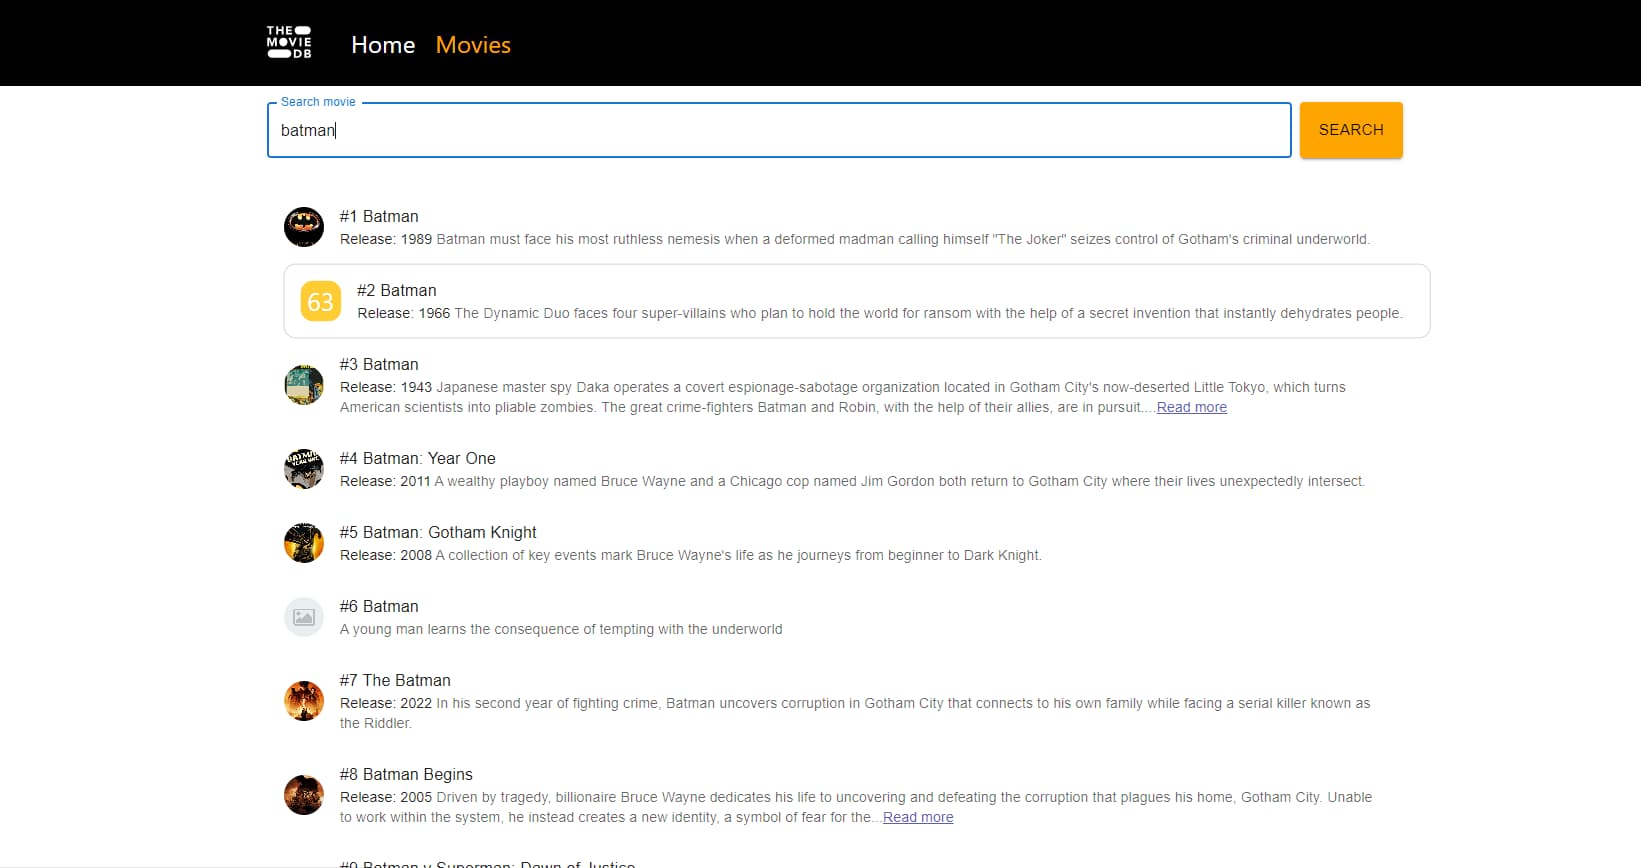 THE
MOVIE
DB
Home Movies
Search movie
batman
SEARCH
#1 Batman
Release: 1989 Batman must face his most ruthless nemesis when a deformed madman calling himself "The Joker" seizes control of Gotham's criminal underworld.
63
#2 Batman
Release: 1966 The Dynamic Duo faces four super-villains who plan to hold the world for ransom with the help of a secret invention that instantly dehydrates people.
#3 Batman
Release: 1943 Japanese master spy Daka operates a covert espionage-sabotage organization located in Gotham City's now-deserted Little Tokyo, which turns
American scientists into pliable zombies. The great crime-fighters Batman and Robin, with the help of their allies, are in pursuit....Read more
#4 Batman: Year One
Release: 2011 A wealthy playboy named Bruce Wayne and a Chicago cop named Jim Gordon both return to Gotham City where their lives unexpectedly intersect.
#5 Batman: Gotham Knight
Release: 2008 A collection of key events mark Bruce Wayne's life as he journeys from beginner to Dark Knight.
#6 Batman
A young man learns the consequence of tempting with the underworld
#7 The Batman
Release: 2022 In his second year of fighting crime, Batman uncovers corruption in Gotham City that connects to his own family while facing a serial killer known as
the Riddler.
#8 Batman Begins
Release: 2005 Driven by tragedy, billionaire Bruce Wayne dedicates his life to uncovering and defeating the corruption that plagues his home, Gotham City. Unable
to work within the system, he instead creates a new identity, a symbol of fear for the...Read more
#9 Batman v Superman: Dawn of Justice